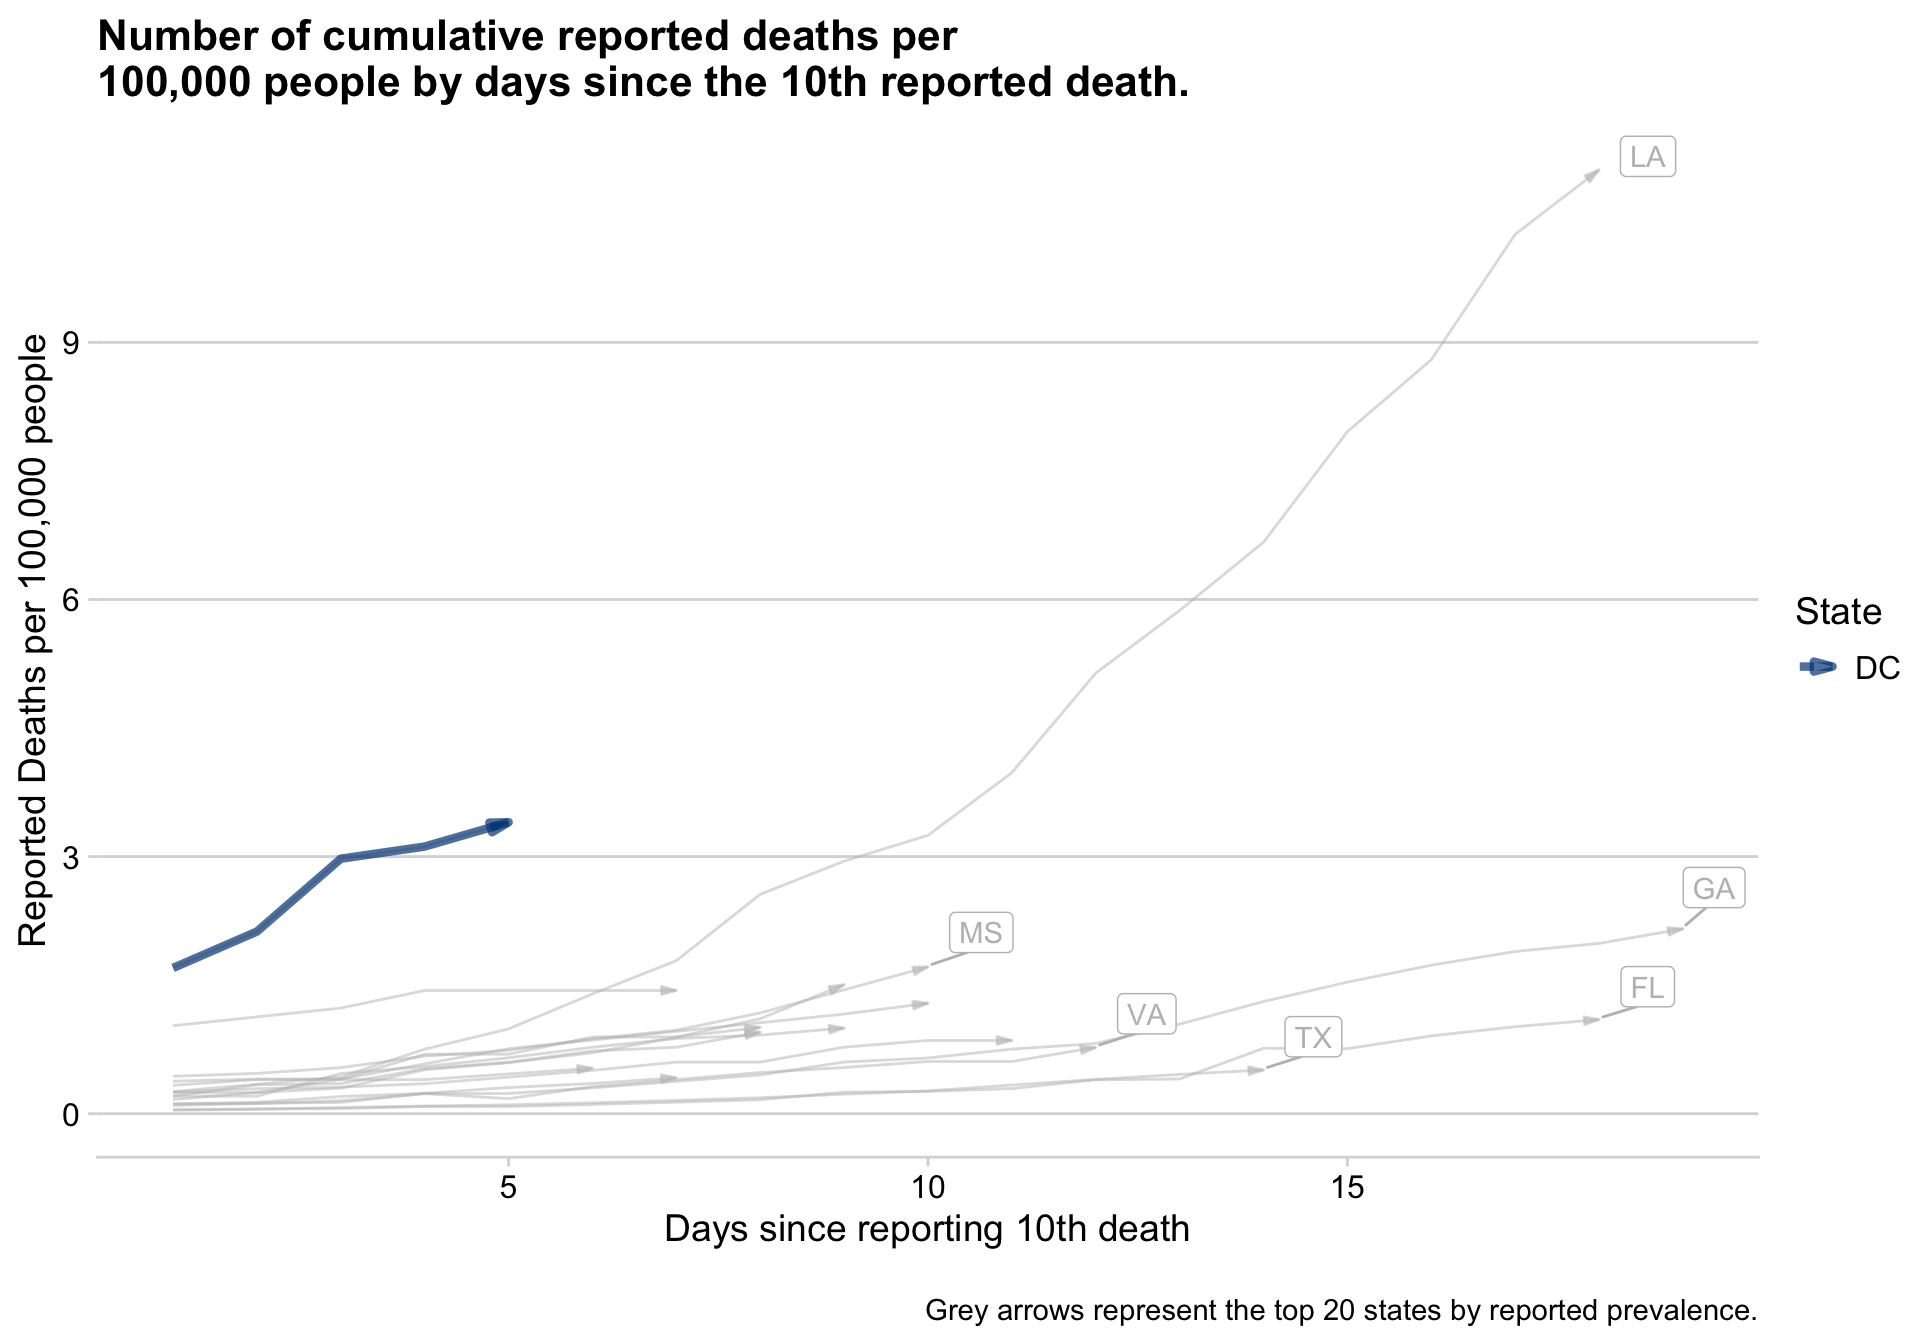 Number of cumulative reported deaths per
100,000 people by days since the 10th reported death.
LA
9
6
3
0
Reported Deaths per 100,000 people
MS
GA
VA
FL
TX
State
DC
5
10
15
Days since reporting 10th death
Grey arrows represent the top 20 states by reported prevalence.